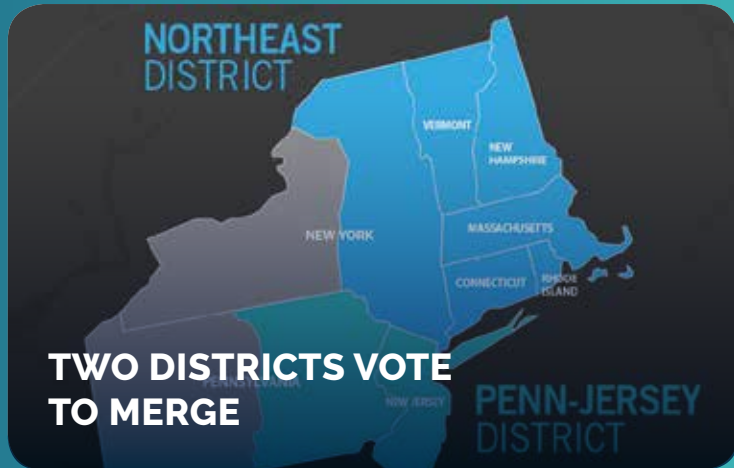 NORTHEAST
DISTRICT
VERMONT
NEW
HAMPSHIRE
NEW YORK
MASSACHUSETTS
CONNECTICUT
RHODE
ISLAND
TWO DISTRICTS VOTE
TO MERGE
PENNSYLVANIA
NEW JERSEY
PENN-JERSEY
DISTRICT